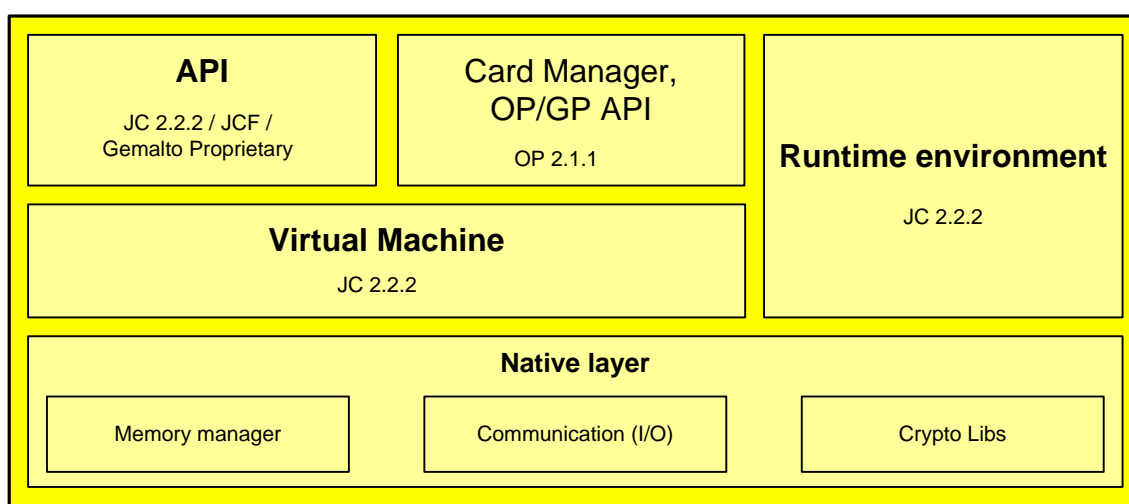 API
JC 2.2.2 / JCF /
Gemalto Proprietary
Card Manager,
OP/GP API
OP 2.1.1
Runtime environment
JC 2.2.2
Virtual Machine
JC 2.2.2
Native layer
Memory manager
Communication (I/O)
Crypto Libs